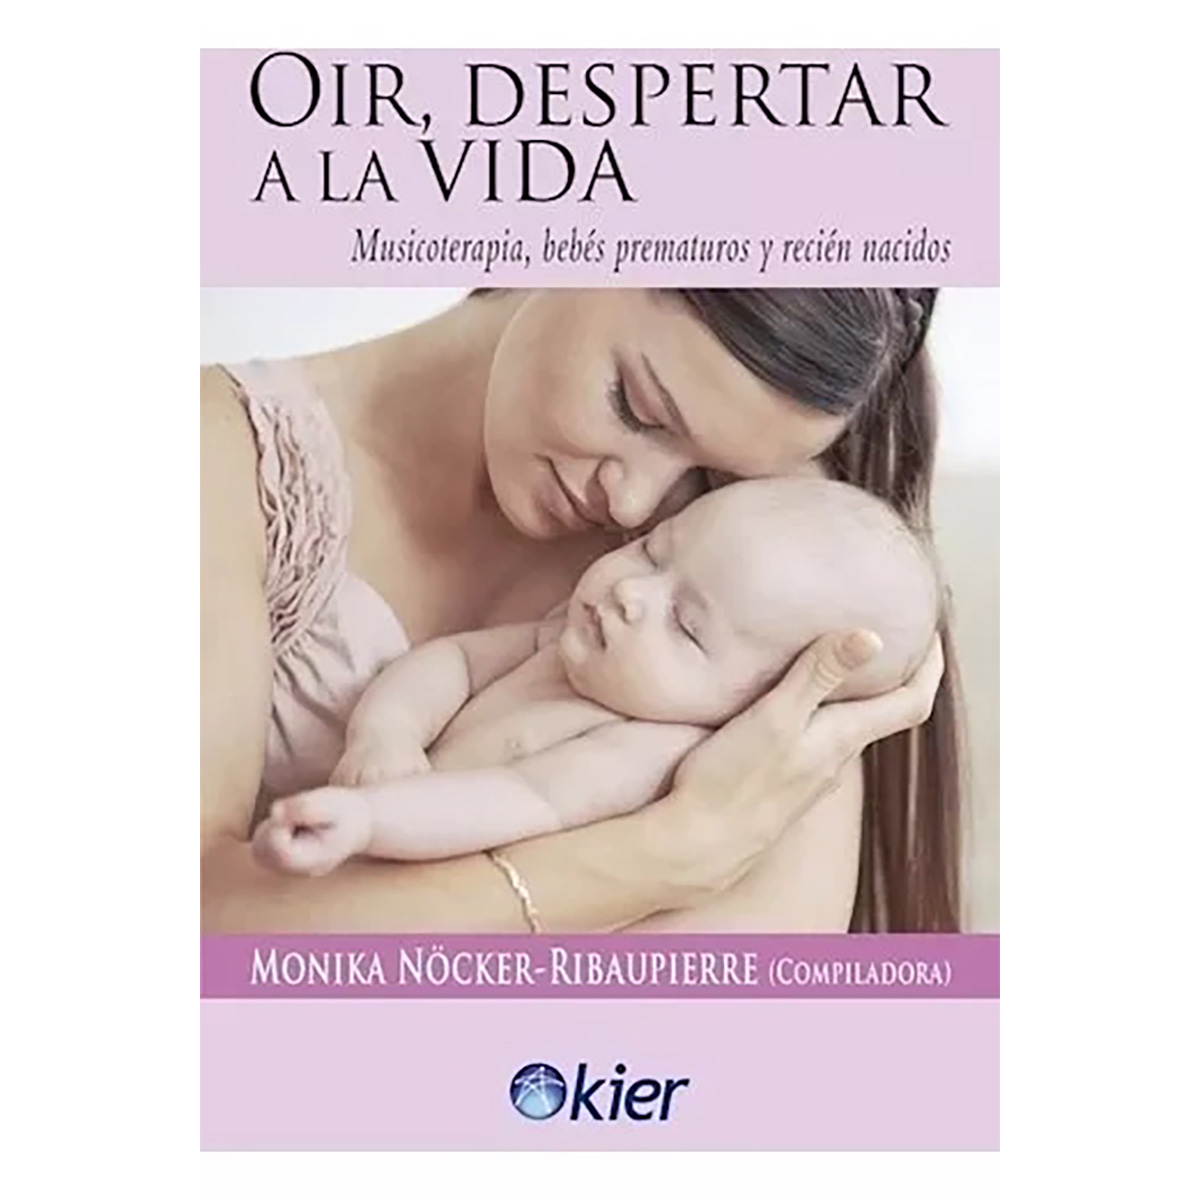 OIR, DESPERTAR
A LA VIDA
Musicoterapia, bebés prematuros y recién nacidos
MONIKA NÖCKER-RIBAUPIERRE (COMPILADORA)
kier